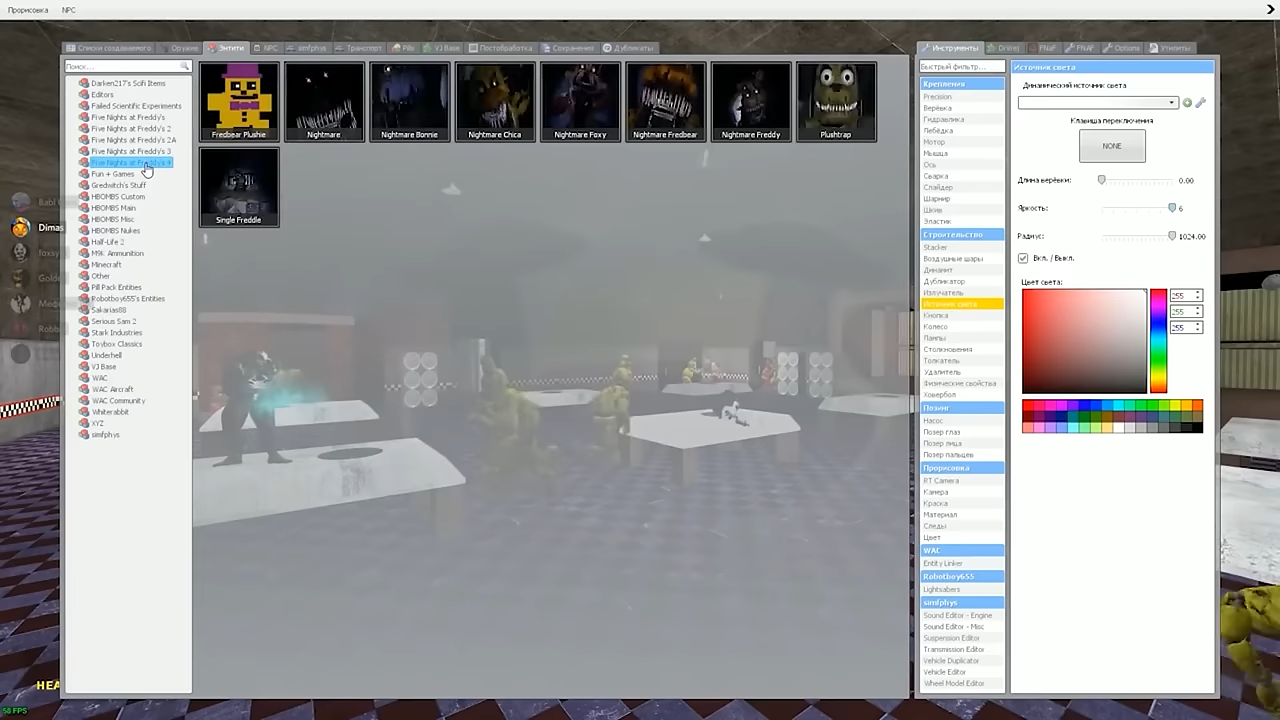 Прорисовка NPC
Списки создаваемого Оружие Энтити NPC simfphys Транспорт Pills VJ Base Постобработка Сохранения Дубликаты
Поиск...
Darken217's SciFi Items
Editors
Failed Scientific Experiments
Five Nights at Freddy's
Five Nights at Freddy's 2
Five Nights at Freddy's 2A
Five Nights at Freddy's 3
Five Nights at Freddy's 4
Fun + Games
Gredwitch's Stuff
HBOMBS Custom
HBOMBS Main
HBOMBS Misc
HBOMBS Nukes
Half-Life 2
M9K Ammunition
Minecraft
Other
Pill Pack Entities
Robotboy655's Entities
Sakarias88
Serious Sam 2
Stark Industries
Toybox Classics
Underhell
VJ Base
WAC
WAC Aircraft
WAC Community
Whiterabbit
XYZ
simfphys
Fredbear Plushie Nightmare Nightmare Bonnie Nightmare Chica Nightmare Foxy Nightmare Fredbear Nightmare Freddy Plushtrap
Single Freddle
Dimas
foxsy
HEA
58 FPS
Инструменты FNaF FNAF Options Утилиты
Быстрый фильтр...
Крепления
Precision
Верёвка
Гидравлика
Лебёдка
Мотор
Мышца
Ось
Сварка
Слайдер
Шарнир
Шкив
Эластик
Строительство
Stacker
Воздушные шары
Динамит
Дубликатор
Излучатель
Источник света
Кнопка
Колесо
Лампы
Столкновения
Толкатель
Удалитель
Физические свойства
Ховербол
Позинг
Насос
Позер глаз
Позер лица
Позер пальцев
Прорисовка
RT Camera
Камера
Краска
Материал
Следы
Цвет
WAC
Entity Linker
Robotboy655
Lightsabers
simfphys
Sound Editor - Engine
Sound Editor - Misc
Suspension Editor
Transmission Editor
Vehicle Duplicator
Vehicle Editor
Wheel Model Editor
Источник света
Динамический источник света
Клавиша переключения
NONE
Длина верёвки: 0.00
Яркость: 6
Радиус: 1024.00
Вкл. / Выкл.
Цвет света:
255
255
255